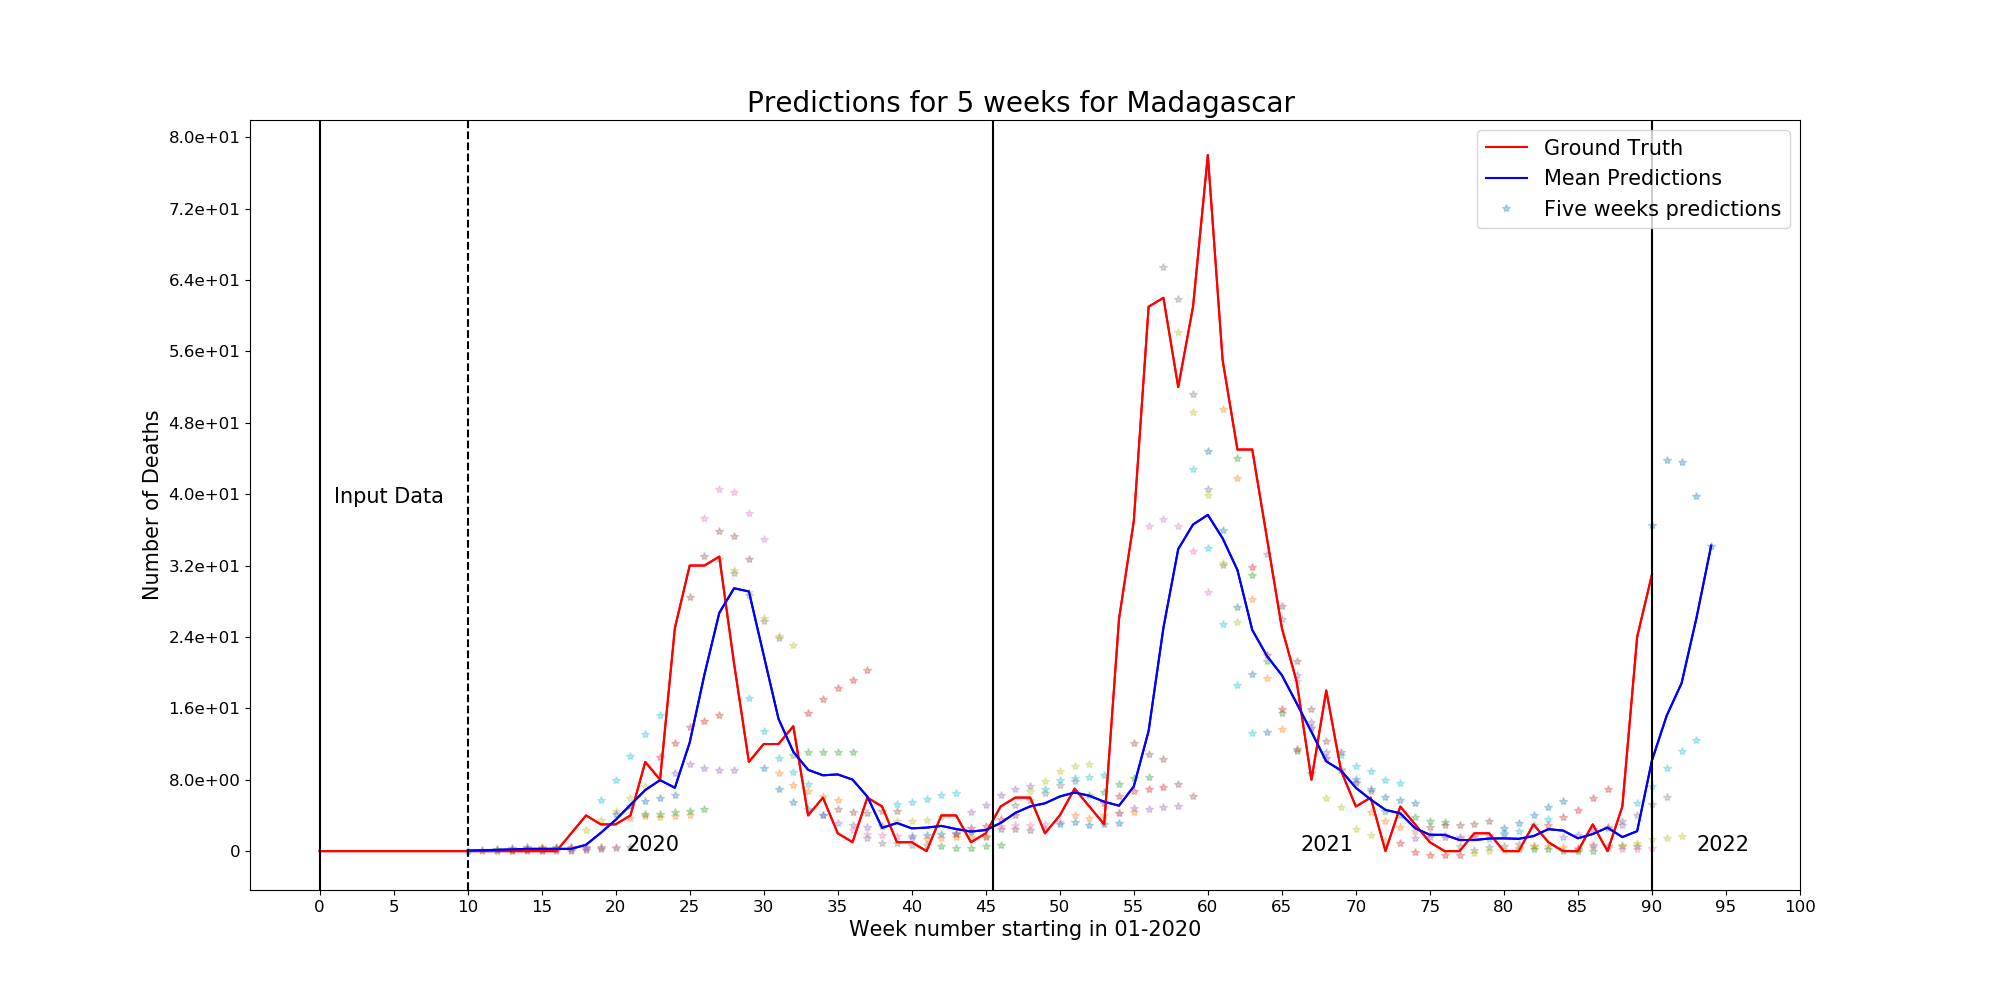 Predictions for 5 weeks for Madagascar
8.0e+01
7.2e+01
6.4e+01
5.6e+01
4.8e+01
4.0e+01
3.2e+01
2.4e+01
1.6e+01
8.0e+00
0
Number of Deaths
Ground Truth
Mean Predictions
Five weeks predictions
Input Data
2020
2021
2022
0 5 10 15 20 25 30 35 40 45 50 55 60 65 70 75 80 85 90 95 100
Week number starting in 01-2020